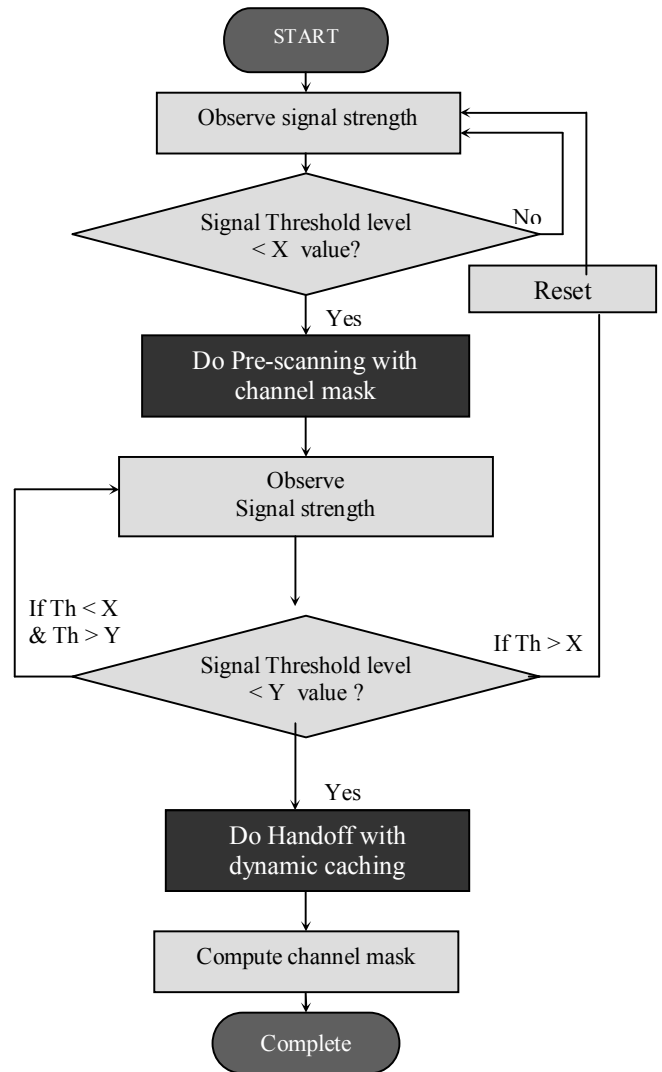 START
Observe signal strength
Signal Threshold level
< X value?
No
Reset
Yes
Do Pre-scanning with
channel mask
Observe
Signal strength
If Th < X
& Th > Y
If Th > X
Signal Threshold level
< Y value ?
Yes
Do Handoff with
dynamic caching
Compute channel mask
Complete